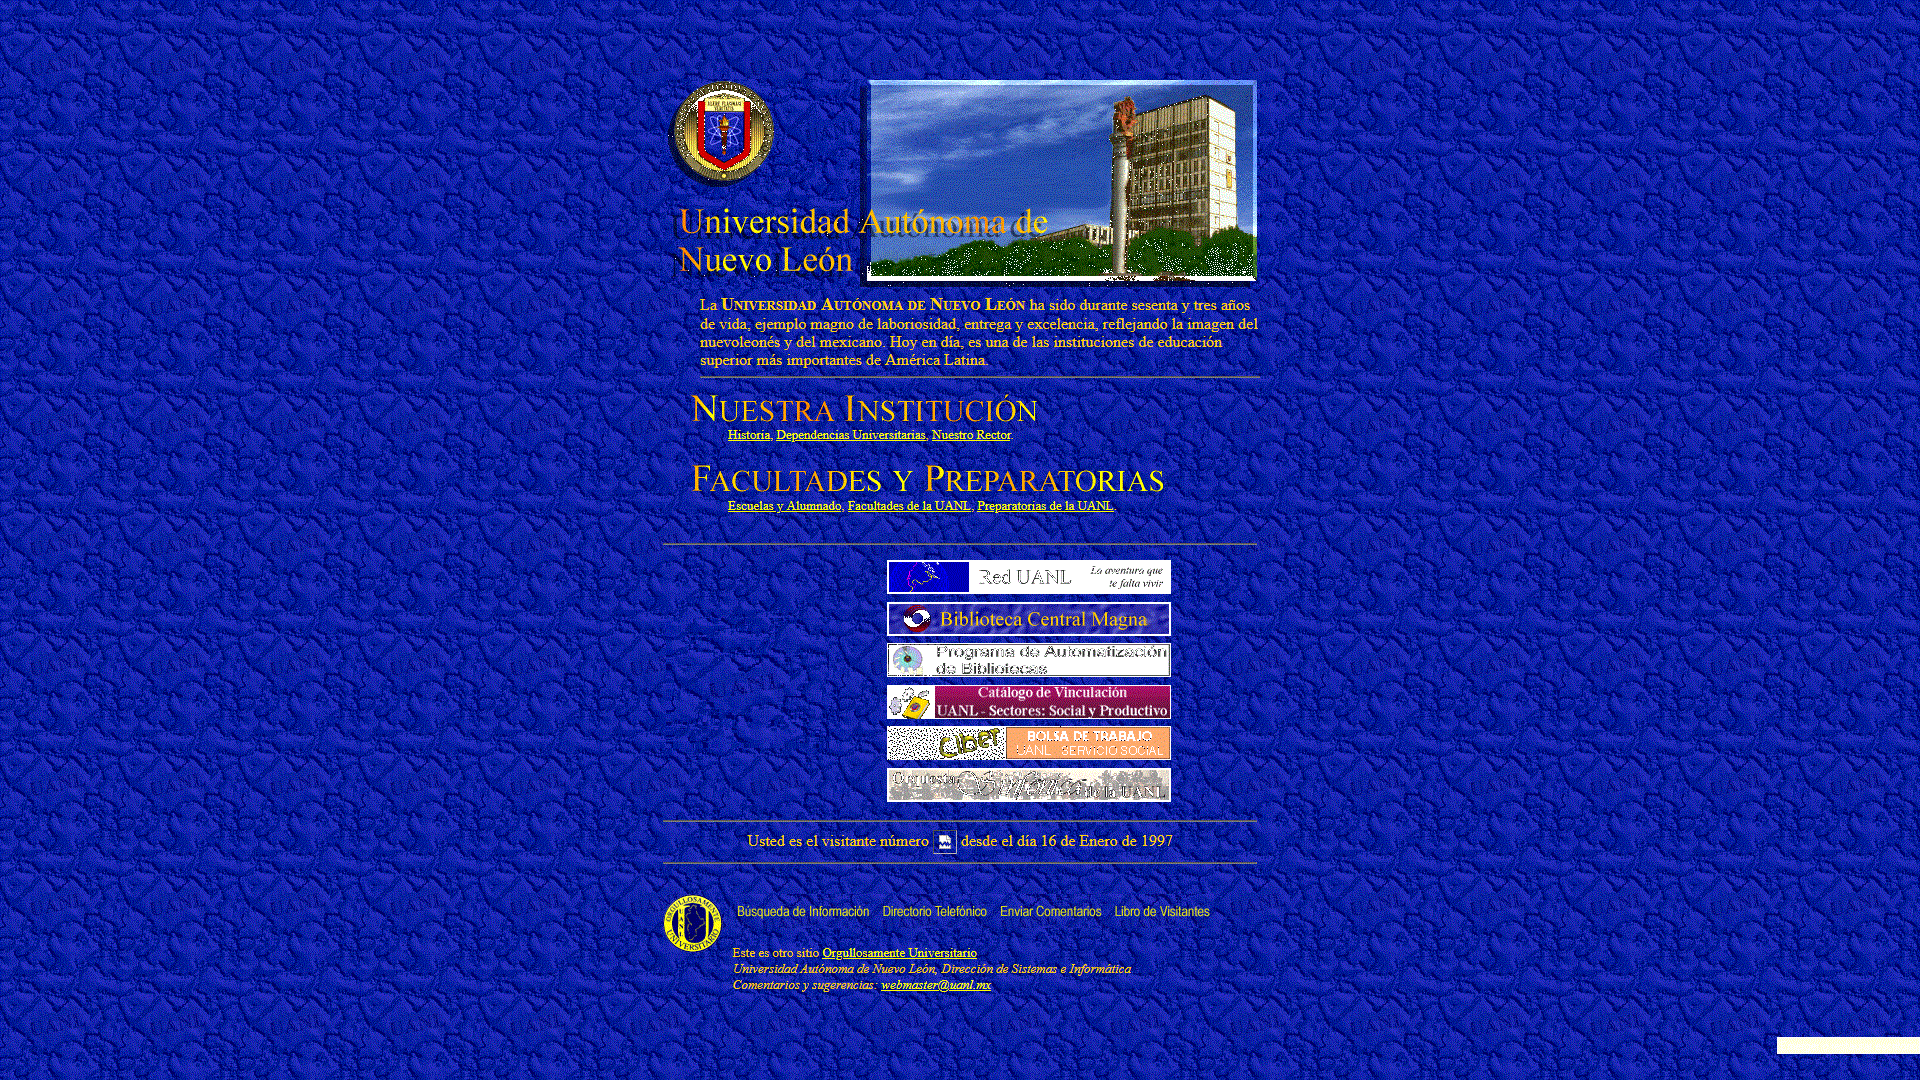 Universidad Autónoma de
Nuevo León
La UNIVERSIDAD AUTÓNOMA DE NUEVO LEÓN ha sido durante sesenta y tres años
de vida, ejemplo magno de laboriosidad, entrega y excelencia, reflejando la imagen del
nuevoleonés y del mexicano. Hoy en día, es una de las instituciones de educación
superior más importantes de América Latina.
NUESTRA INSTITUCIÓN
Historia, Dependencias Universitarias, Nuestro Rector.
FACULTADES Y PREPARATORIAS
Escuelas y Alumnado, Facultades de la UANL, Preparatorias de la UANL.
Red UANL La aventura que
te falta vivir
Biblioteca Central Magna
Programa de Automatización
de Bibliotecas
Catálogo de Vinculación
UANL - Sectores: Social y Productivo
Ciber BOLSA DE TRABAJO
UANL SERVICIO SOCIAL
Orquesta Sinfónica de la UANL
Usted es el visitante número desde el día 16 de Enero de 1997
ORGULLOSAMENTE
UNIVERSITARIO
Búsqueda de Información Directorio Telefónico Enviar Comentarios Libro de Visitantes
Este es otro sitio Orgullosamente Universitario
Universidad Autónoma de Nuevo León, Dirección de Sistemas e Informática
Comentarios y sugerencias: webmaster@uanl.mx